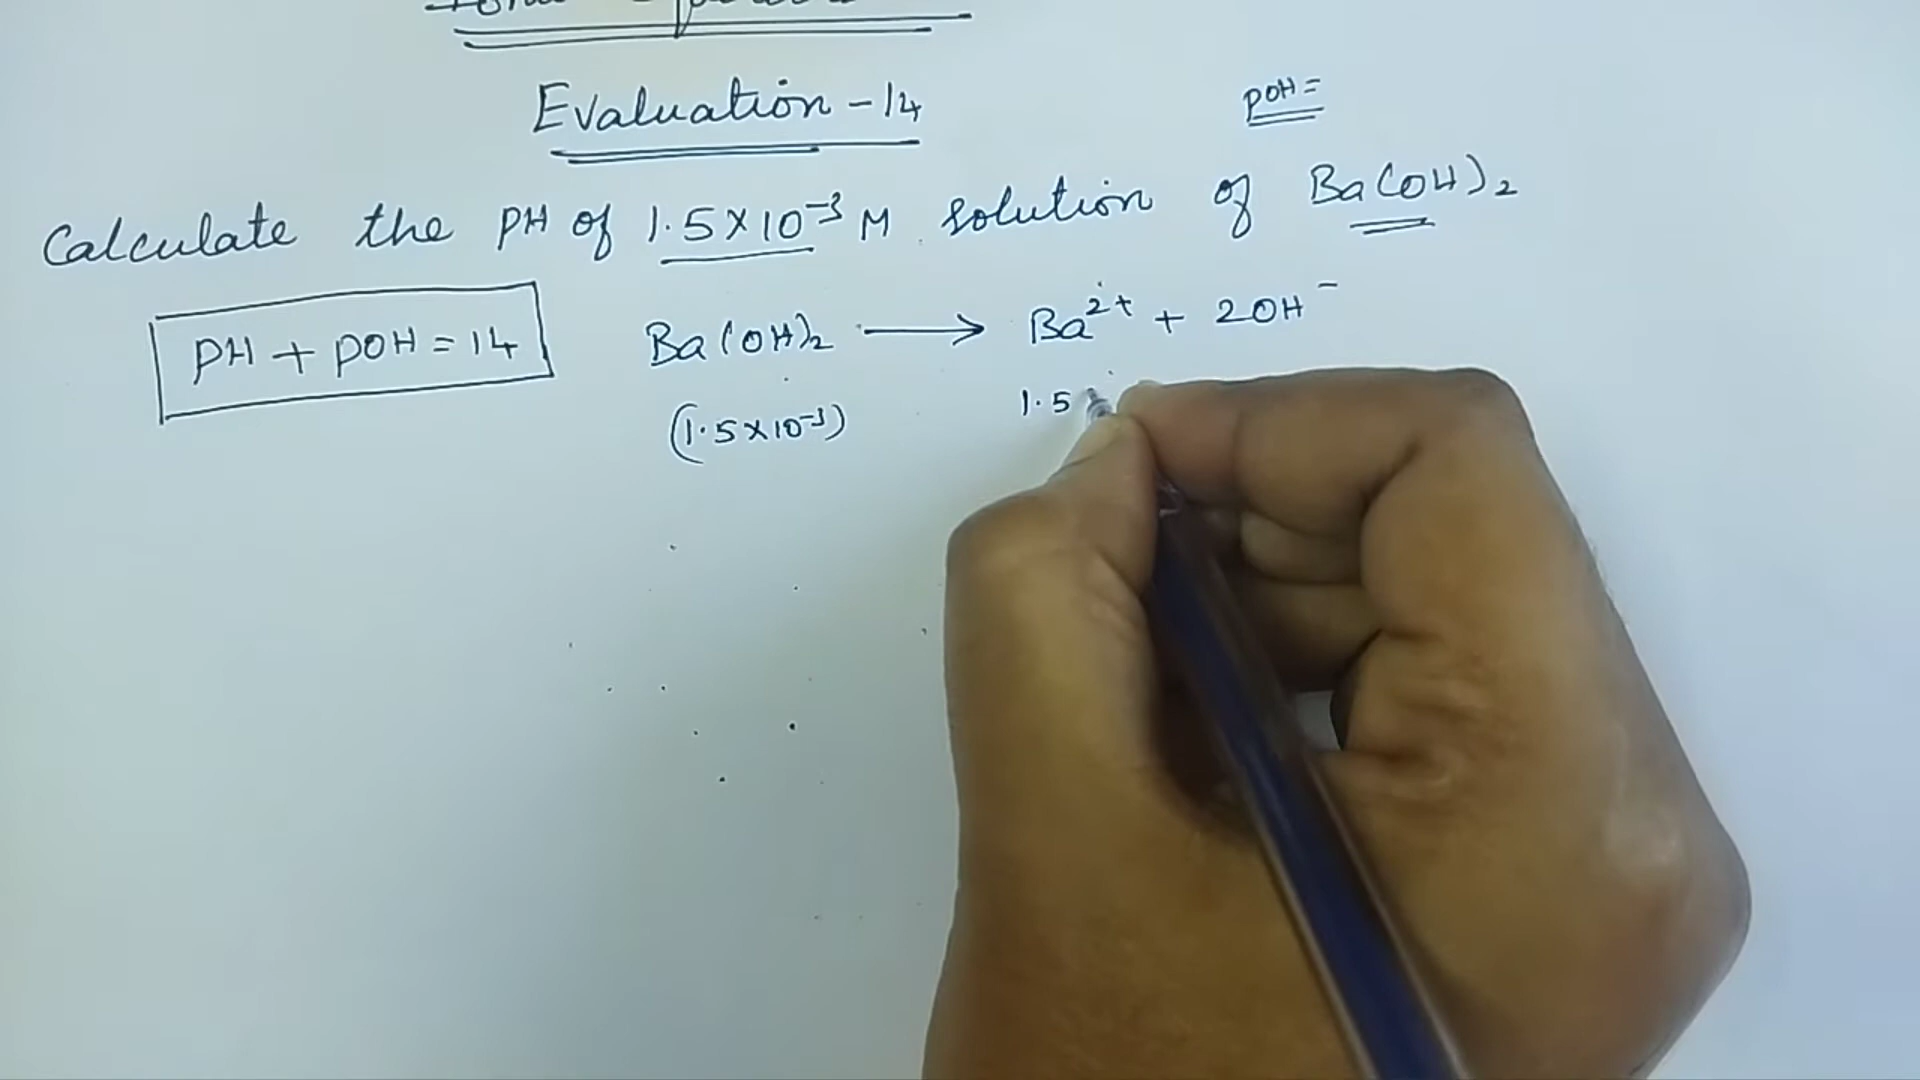 Evaluation - 14
pOH =
Calculate the pH of 1.5 × 10⁻³ M solution of Ba(OH)₂
pH + pOH = 14
Ba(OH)₂ ⟶ Ba²⁺ + 2OH⁻
(1.5 × 10⁻³) 1.5